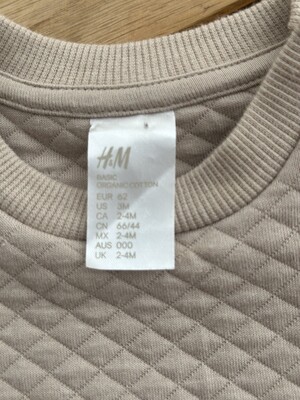 H&M
BASIC
ORGANIC COTTON
EUR 62
US 3M
CA 2-4M
CN 66/44
MX 2-4M
AUS 000
UK 2-4M